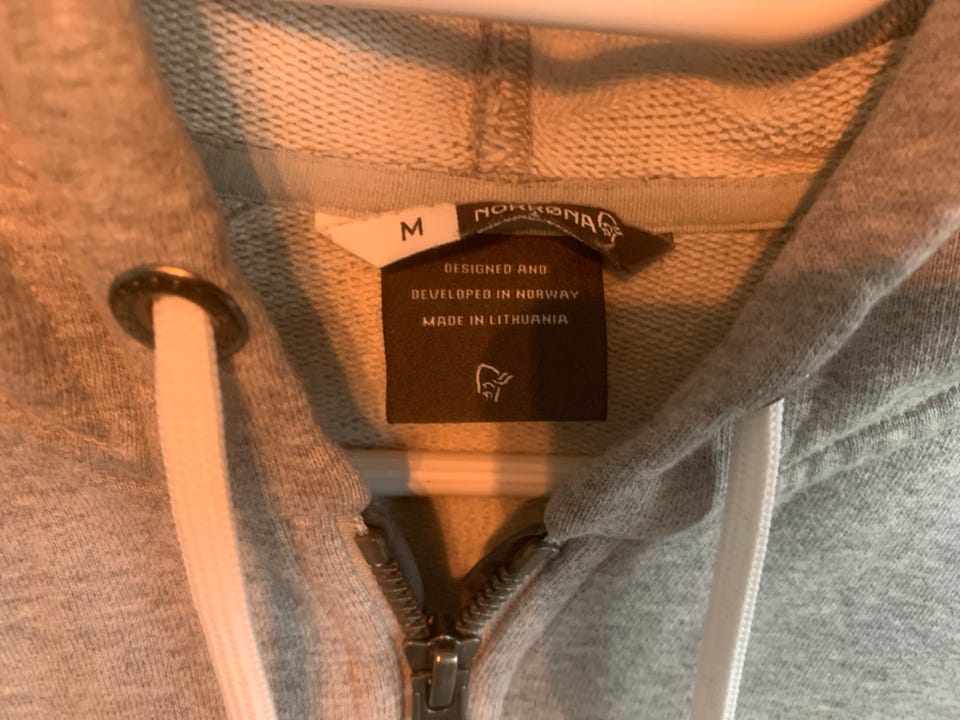 M
NORRØNA
DESIGNED AND
DEVELOPED IN NORWAY
MADE IN LITHUANIA